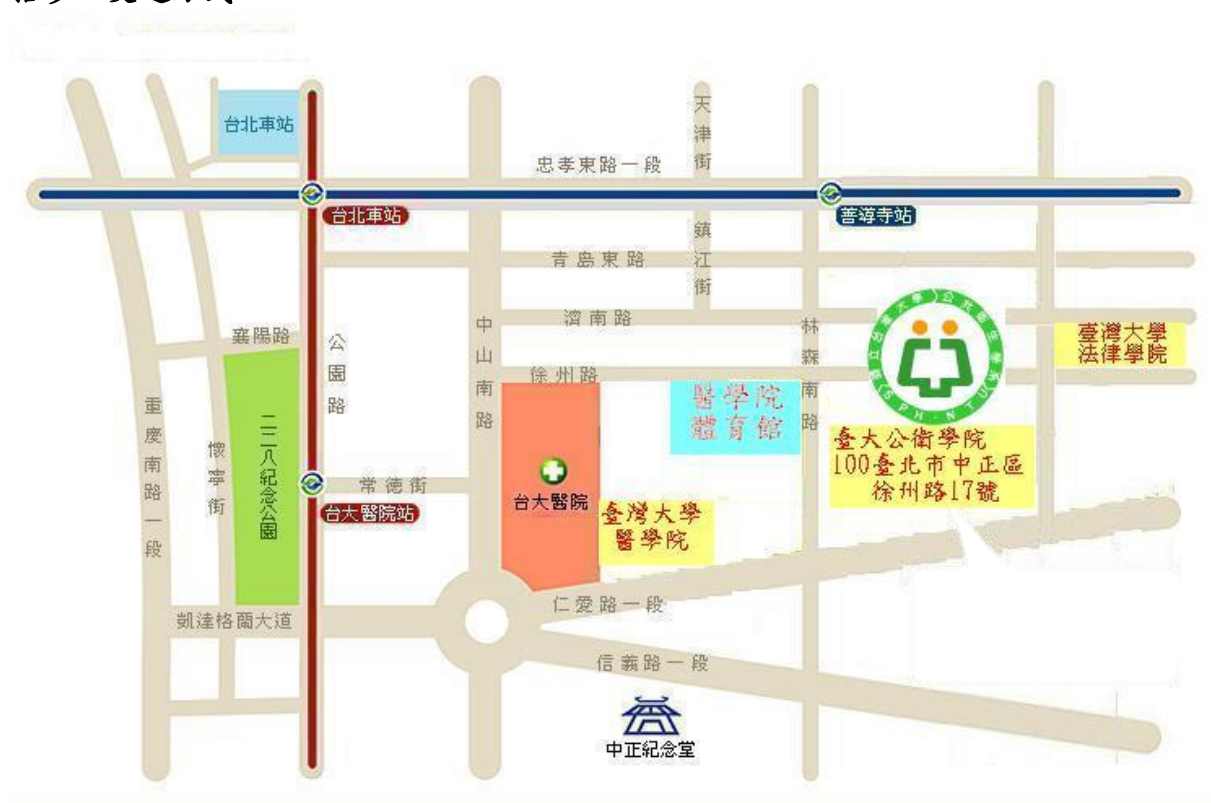 台北車站
天津街
忠孝東路一段
台北車站
善導寺站
鎮江街
青島東路
濟南路
襄陽路
公園路
中山南路
林森南路
臺灣大學
法律學院
徐州路
醫學院
體育館
重慶南路一段
懷寧街
二二八紀念公園
臺大公衛學院
100臺北市中正區
徐州路17號
常德街
台大醫院站
台大醫院
臺灣大學
醫學院
仁愛路一段
凱達格蘭大道
信義路一段
中正紀念堂